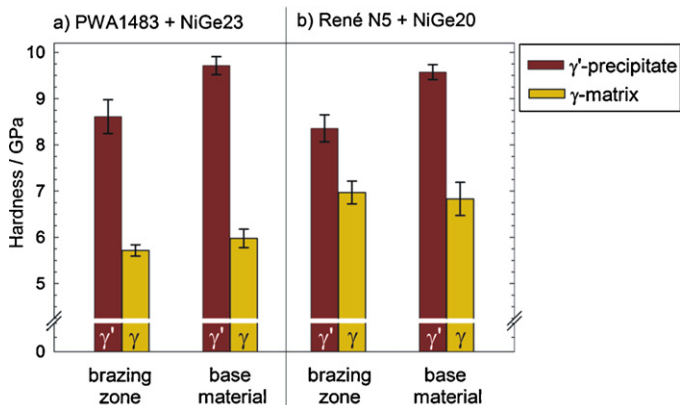 a) PWA1483 + NiGe23
b) René N5 + NiGe20
Hardness / GPa
10
9
8
7
6
5
0
γ'
γ
γ'
γ
γ'
γ
γ'
γ
brazing
zone
base
material
brazing
zone
base
material
γ'-precipitate
γ-matrix